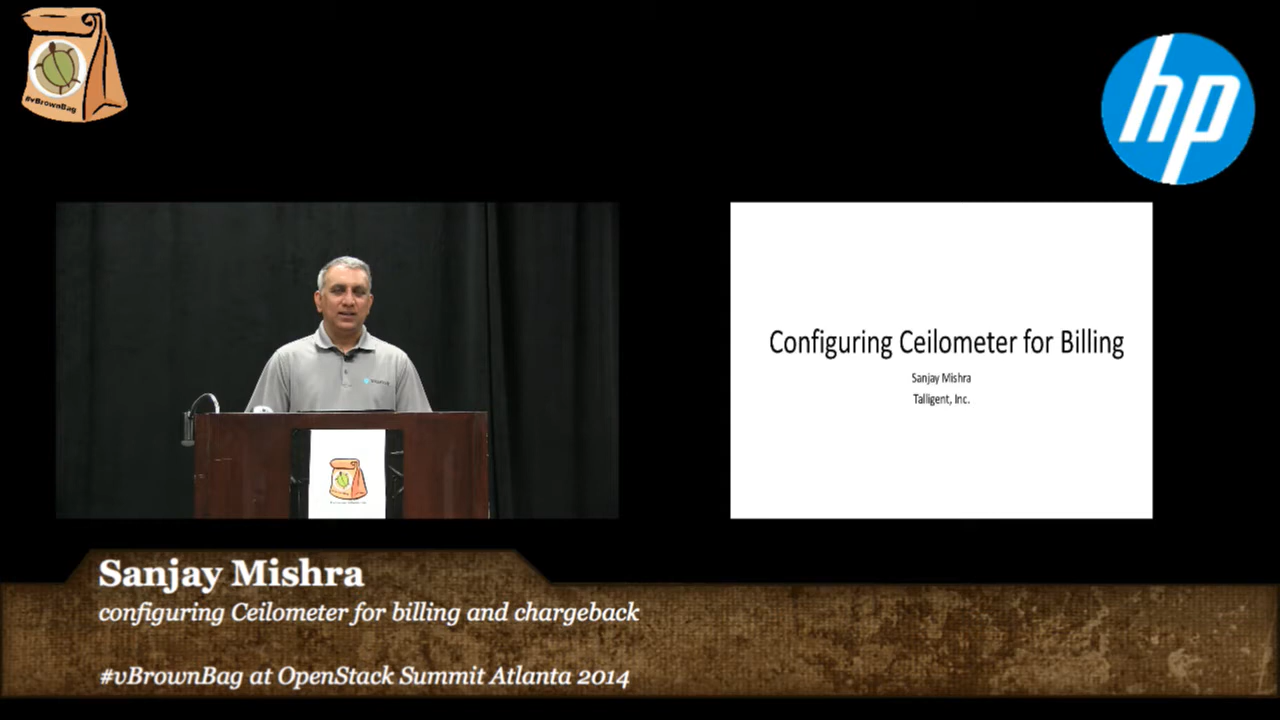 #vBrownBag
hp
Configuring Ceilometer for Billing
Sanjay Mishra
Talligent, Inc.
Sanjay Mishra
configuring Ceilometer for billing and chargeback
#vBrownBag at OpenStack Summit Atlanta 2014